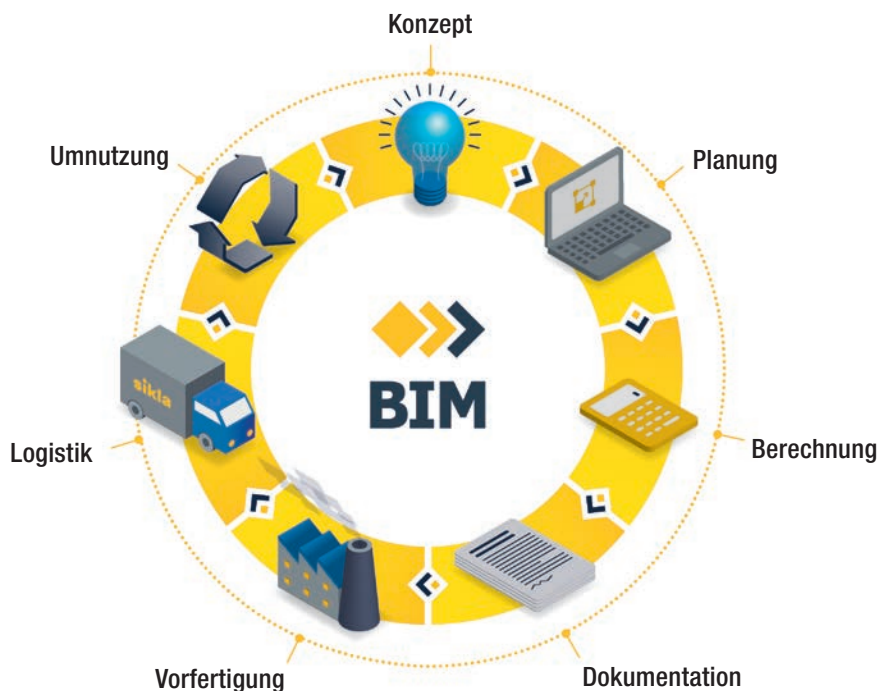 Konzept
Umnutzung
Planung
sikla
BIM
Logistik
Berechnung
Vorfertigung
Dokumentation